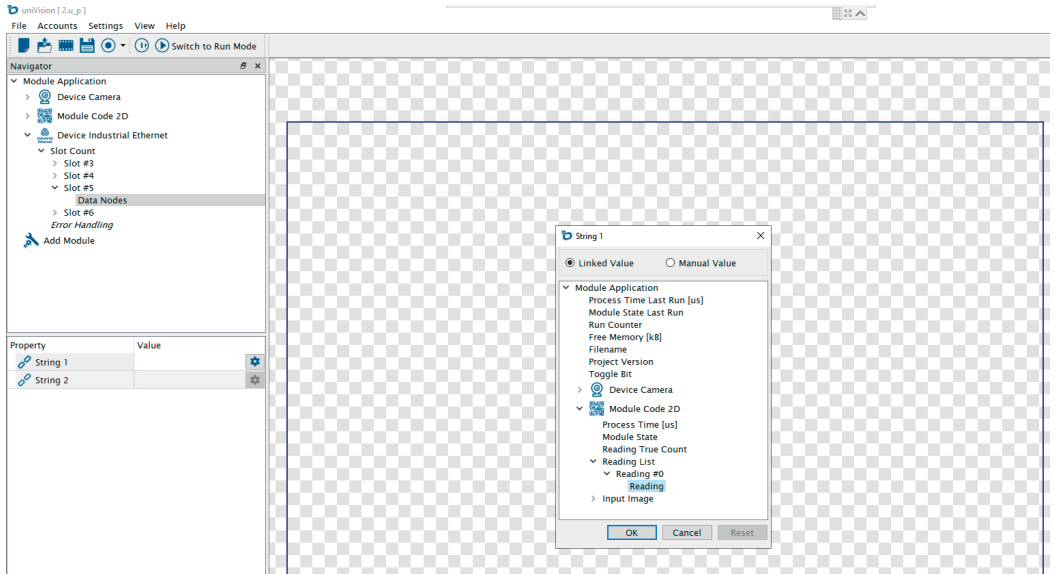 uniVision [ 2.u_p ]
File Accounts Settings View Help
Switch to Run Mode
Navigator
Module Application
Device Camera
Module Code 2D
Device Industrial Ethernet
Slot Count
Slot #3
Slot #4
Slot #5
Data Nodes
Slot #6
Error Handling
Add Module
Property Value
String 1
String 2
String 1
Linked Value Manual Value
Module Application
Process Time Last Run [us]
Module State Last Run
Run Counter
Free Memory [kB]
Filename
Project Version
Toggle Bit
Device Camera
Module Code 2D
Process Time [us]
Module State
Reading True Count
Reading List
Reading #0
Reading
Input Image
OK Cancel Reset